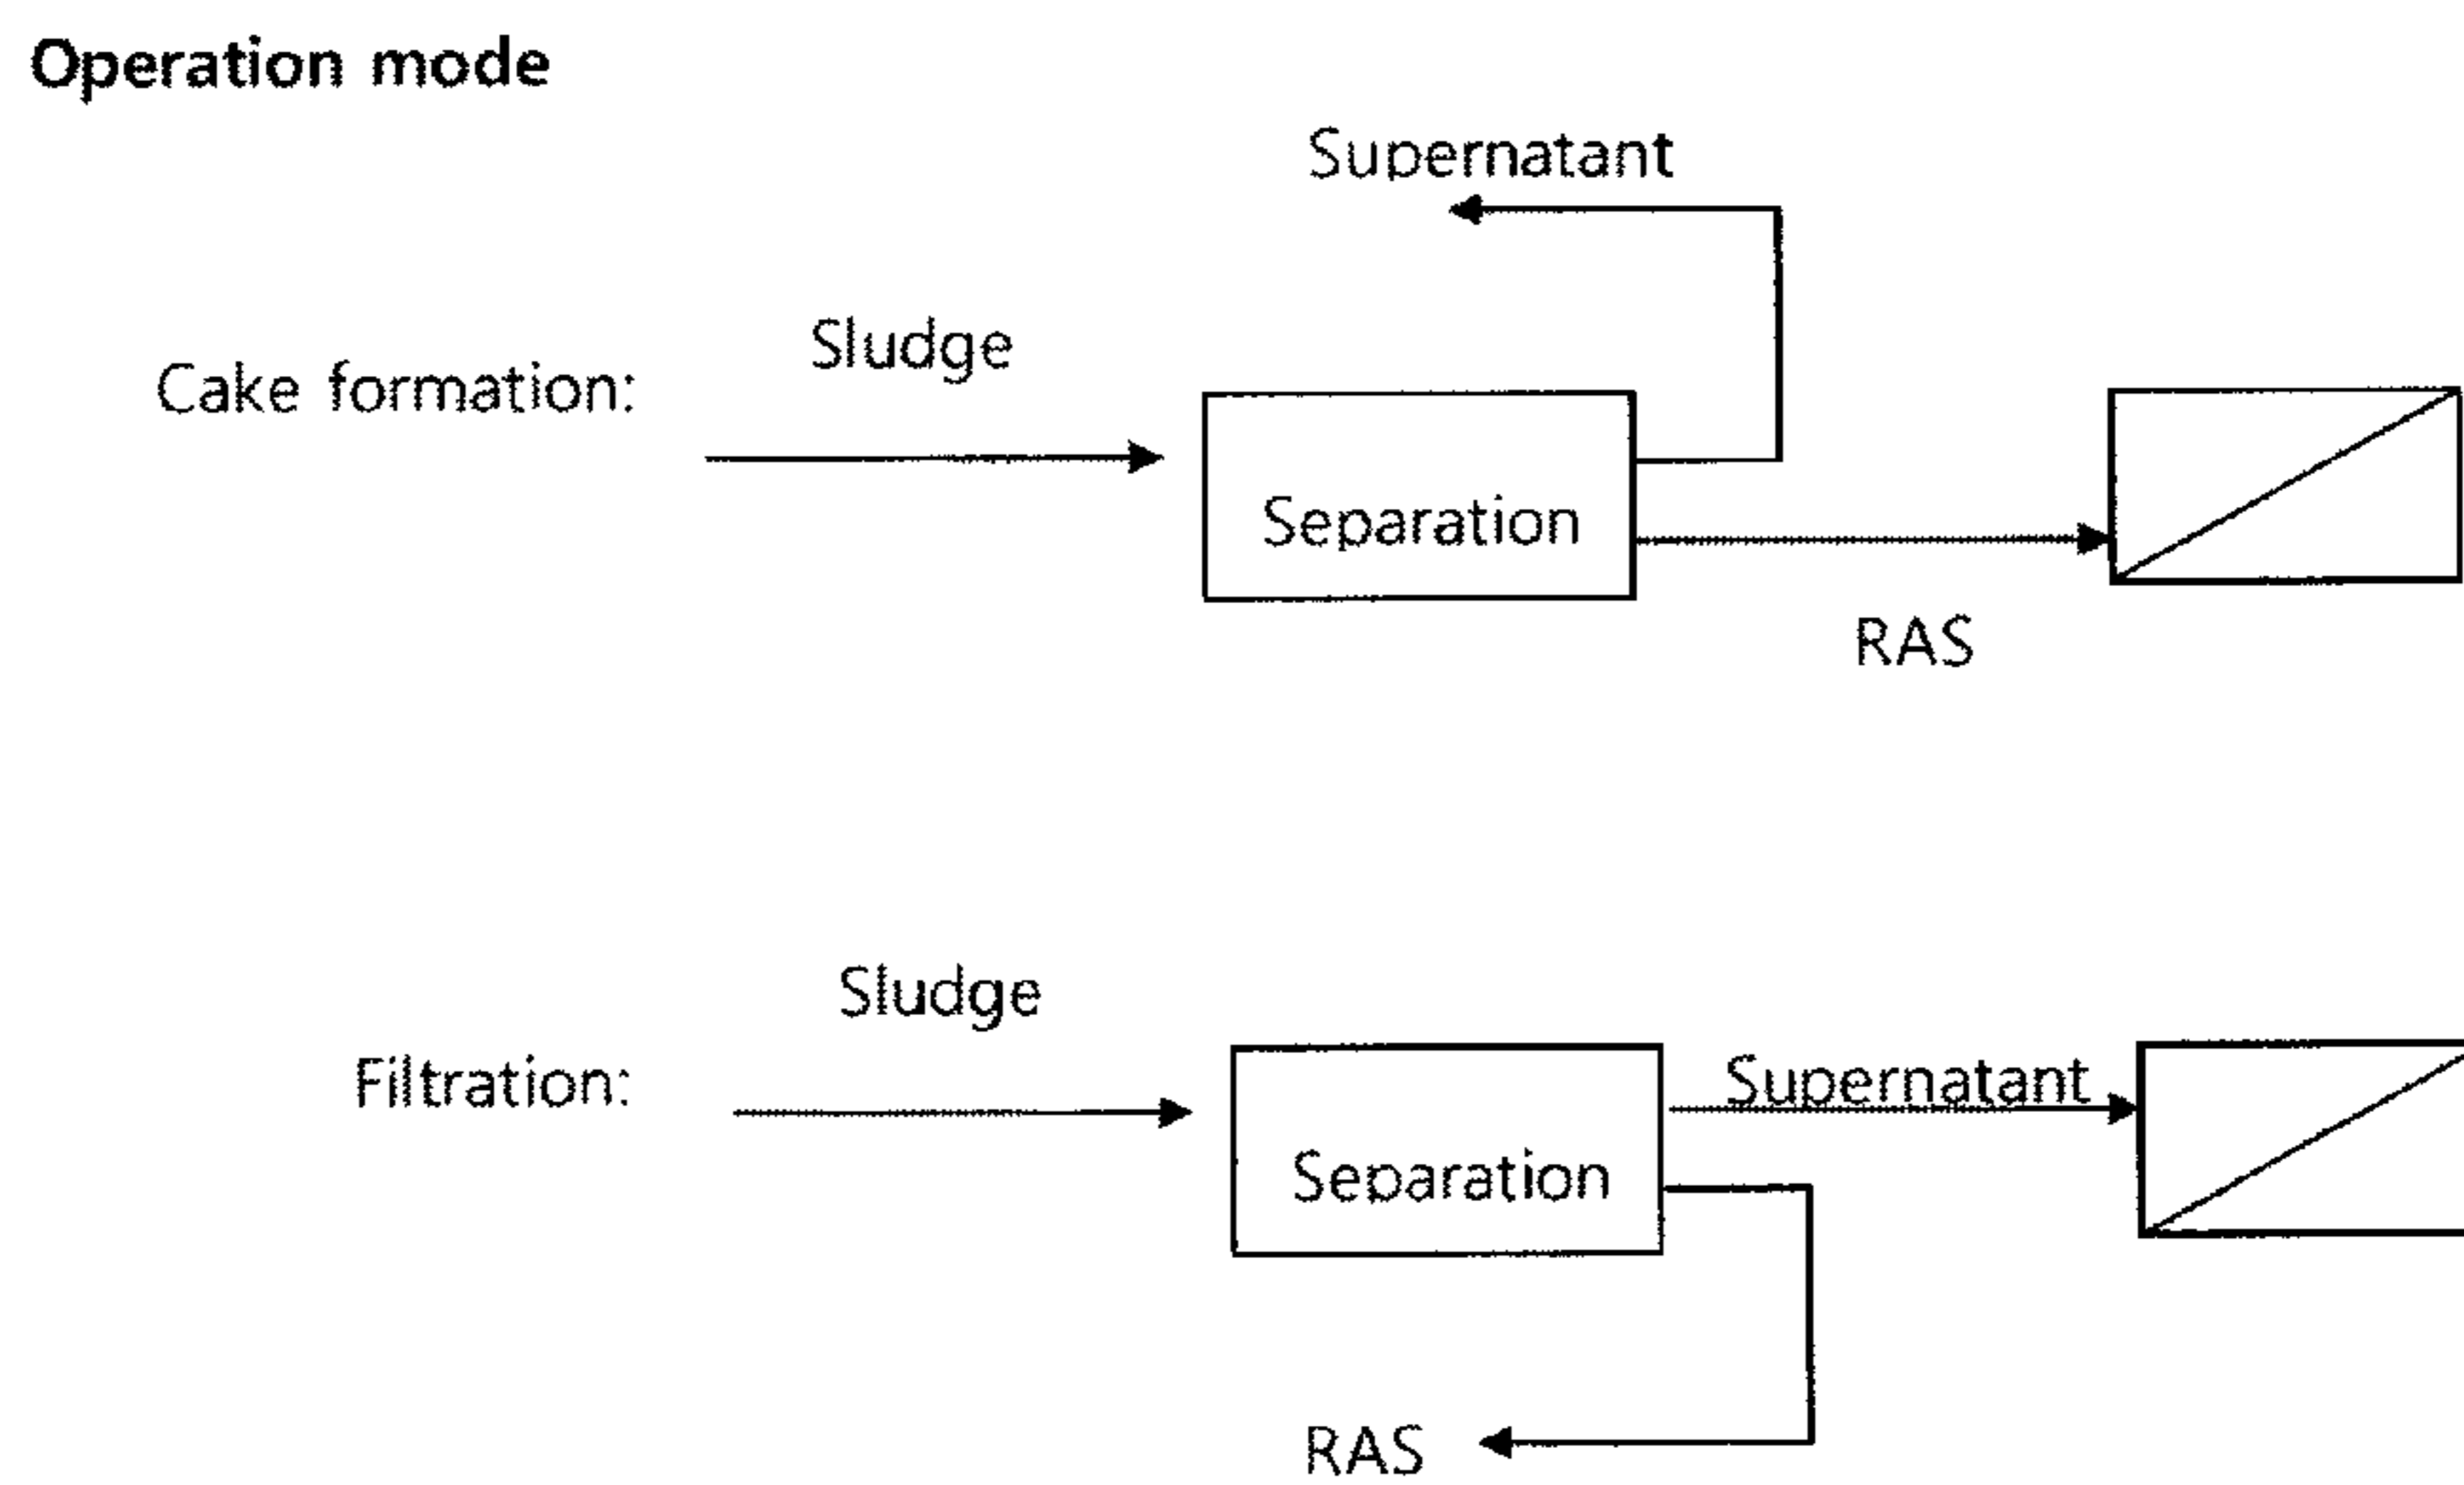 Operation mode
Supernatant
Sludge
Cake formation:
Separation
RAS
Sludge
Filtration:
Supernatant
Separation
RAS